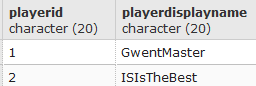 playerid playerdisplayname
character (20) character (20)
1 GwentMaster
2 ISIsTheBest